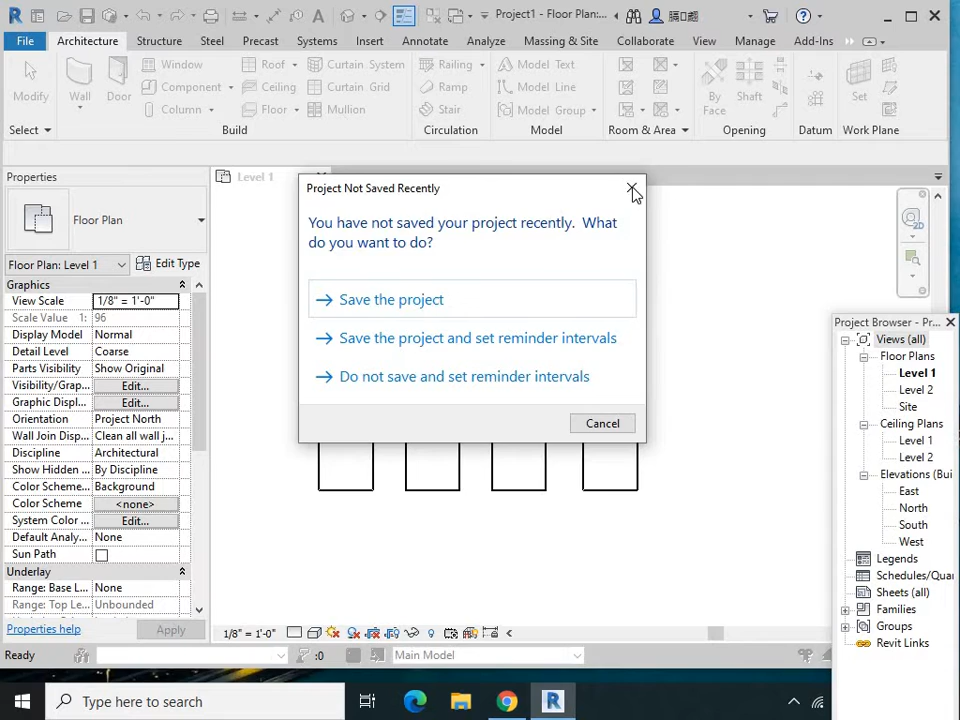 Project1 - Floor Plan:...
File
Architecture
Structure
Steel
Precast
Systems
Insert
Annotate
Analyze
Massing & Site
Collaborate
View
Manage
Add-Ins
Modify
Wall
Door
Window
Component
Column
Roof
Ceiling
Floor
Curtain System
Curtain Grid
Mullion
Railing
Ramp
Stair
Model Text
Model Line
Model Group
By
Face
Shaft
Set
Select
Build
Circulation
Model
Room & Area
Opening
Datum
Work Plane
Properties
Floor Plan
Floor Plan: Level 1
Edit Type
Graphics
View Scale 1/8" = 1'-0"
Scale Value 1: 96
Display Model Normal
Detail Level Coarse
Parts Visibility Show Original
Visibility/Grap... Edit...
Graphic Displ... Edit...
Orientation Project North
Wall Join Disp... Clean all wall j...
Discipline Architectural
Show Hidden ... By Discipline
Color Scheme... Background
Color Scheme <none>
System Color ... Edit...
Default Analy... None
Sun Path
Underlay
Range: Base L... None
Range: Top Le... Unbounded
Properties help
Apply
Level 1
Project Not Saved Recently
You have not saved your project recently. What
do you want to do?
Save the project
Save the project and set reminder intervals
Do not save and set reminder intervals
Cancel
2D
Project Browser - Pr...
Views (all)
Floor Plans
Level 1
Level 2
Site
Ceiling Plans
Level 1
Level 2
Elevations (Bui
East
North
South
West
Legends
Schedules/Qua
Sheets (all)
Families
Groups
Revit Links
1/8" = 1'-0"
Ready
:0
Main Model
Type here to search